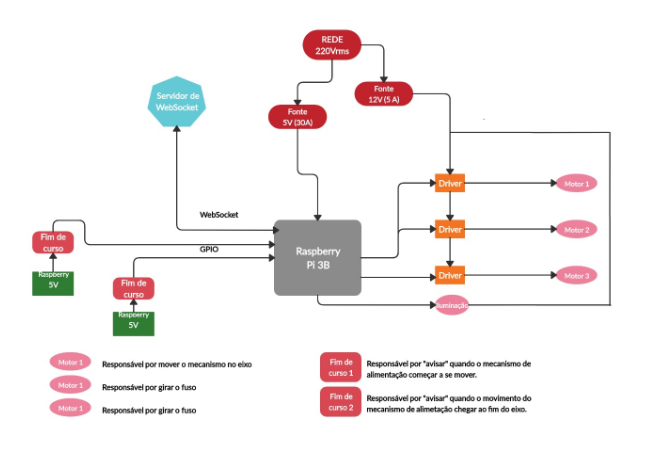 REDE
220Vrms
Fonte
12V (5 A)
Servidor de
WebSocket
Fonte
5V (30A)
Driver
Motor 1
WebSocket
Driver
Motor 2
Fim de
curso
GPIO
Raspberry
Pi 3B
Raspberry
5V
Driver
Motor 3
Fim de
curso
Iluminação
Raspberry
5V
Motor 1
Responsável por mover o mecanismo no eixo
Motor 1
Responsável por girar o fuso
Motor 1
Responsável por girar o fuso
Fim de
curso 1
Responsável por "avisar" quando o mecanismo de
alimentação começar a se mover.
Fim de
curso 2
Responsável por "avisar" quando o movimento do
mecanismo de alimetação chegar ao fim do eixo.